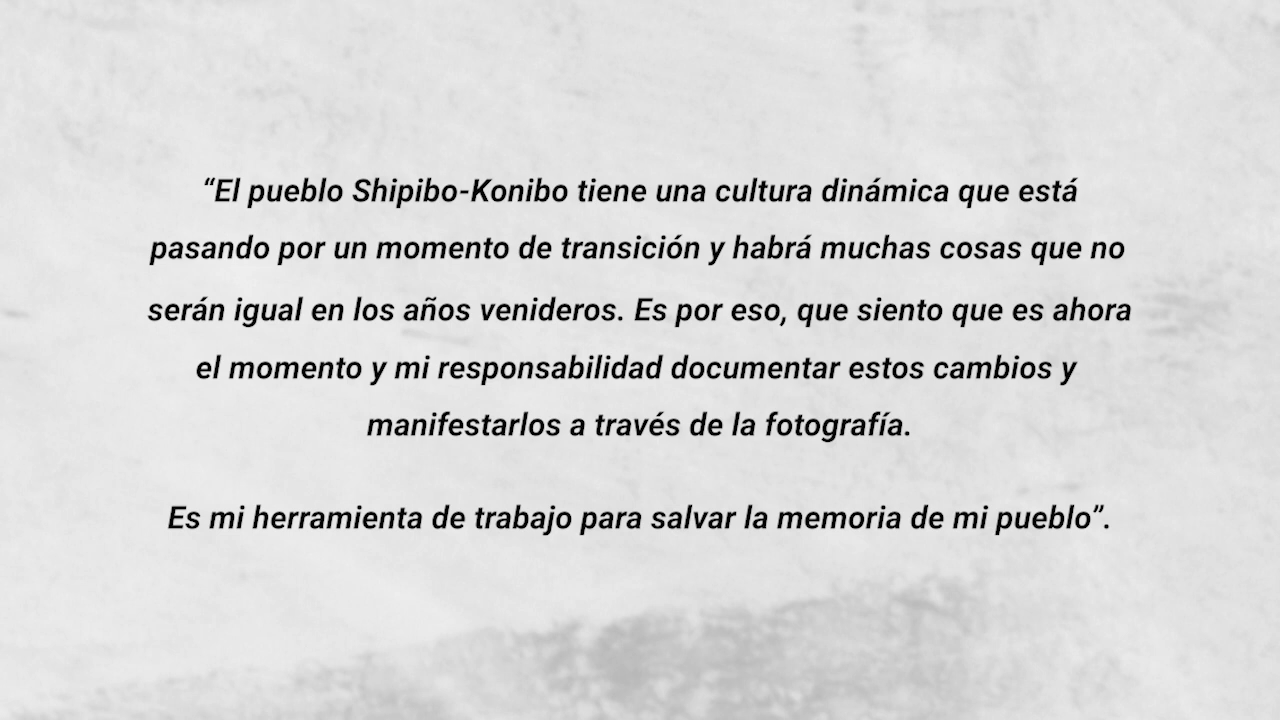 “El pueblo Shipibo-Konibo tiene una cultura dinámica que está
pasando por un momento de transición y habrá muchas cosas que no
serán igual en los años venideros. Es por eso, que siento que es ahora
el momento y mi responsabilidad documentar estos cambios y
manifestarlos a través de la fotografía.
Es mi herramienta de trabajo para salvar la memoria de mi pueblo”.